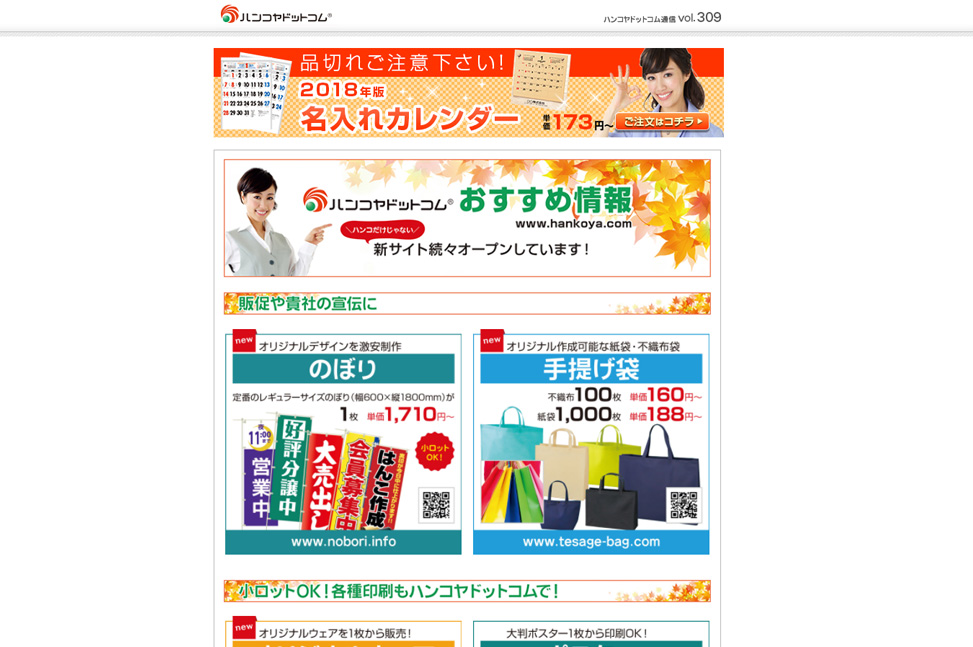 ハンコヤドットコム®
ハンコヤドットコム通信 vol.309
品切れご注意下さい!
2018年版
名入れカレンダー
単価173円〜
ご注文はコチラ
ハンコヤドットコム® おすすめ情報
www.hankoya.com
＼ハンコだけじゃない／
新サイト続々オープンしています!
販促や貴社の宣伝に
new オリジナルデザインを激安制作
のぼり
定番のレギュラーサイズのぼり(幅600×縦1800mm)が
1枚 単価1,710円〜
11:00
営業中
好評分譲中
大売出し
会員募集中
はんこ作成
小ロットOK!
www.nobori.info
new オリジナル作成可能な紙袋・不織布袋
手提げ袋
不織布100枚 単価160円〜
紙袋1,000枚 単価188円〜
www.tesage-bag.com
小ロットOK!各種印刷もハンコヤドットコムで!
new オリジナルウェアを1枚から販売!
大判ポスター1枚から印刷OK!